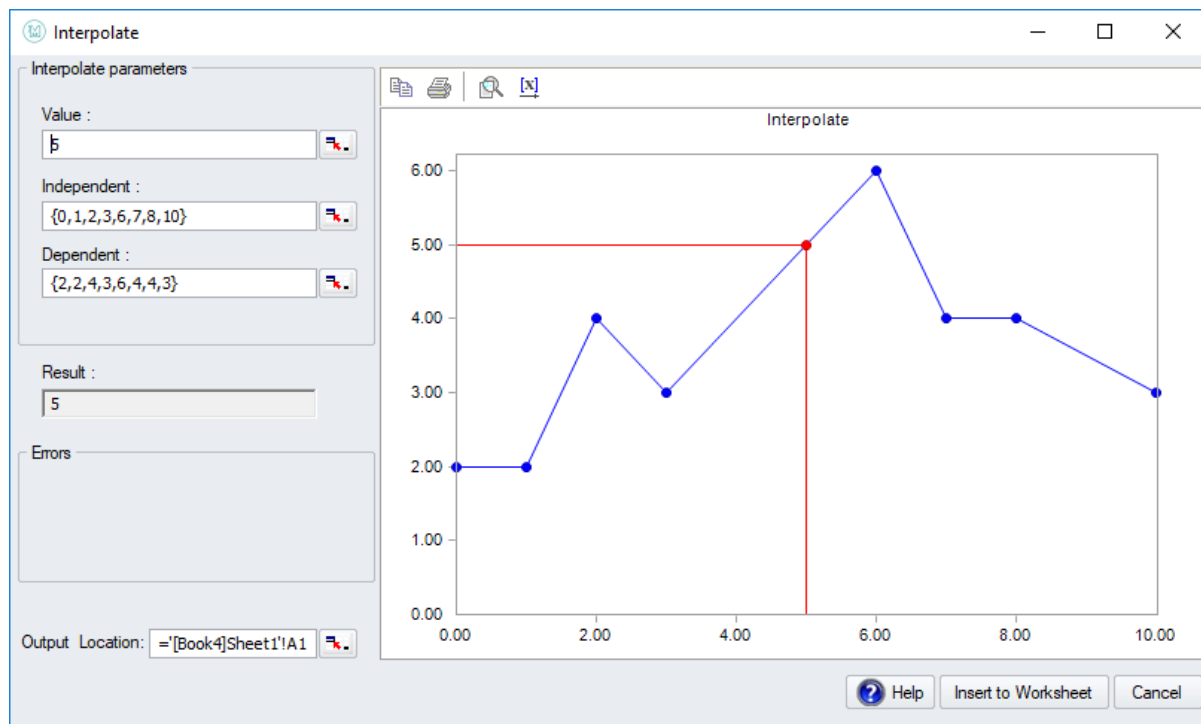 Interpolate
Interpolate parameters
Value :
5
Independent :
{0,1,2,3,6,7,8,10}
Dependent :
{2,2,4,3,6,4,4,3}
Result :
5
Errors
Output Location: ='[Book4]Sheet1'!A1
[x]
Interpolate
6.00
5.00
4.00
3.00
2.00
1.00
0.00
0.00 2.00 4.00 6.00 8.00 10.00
? Help Insert to Worksheet Cancel